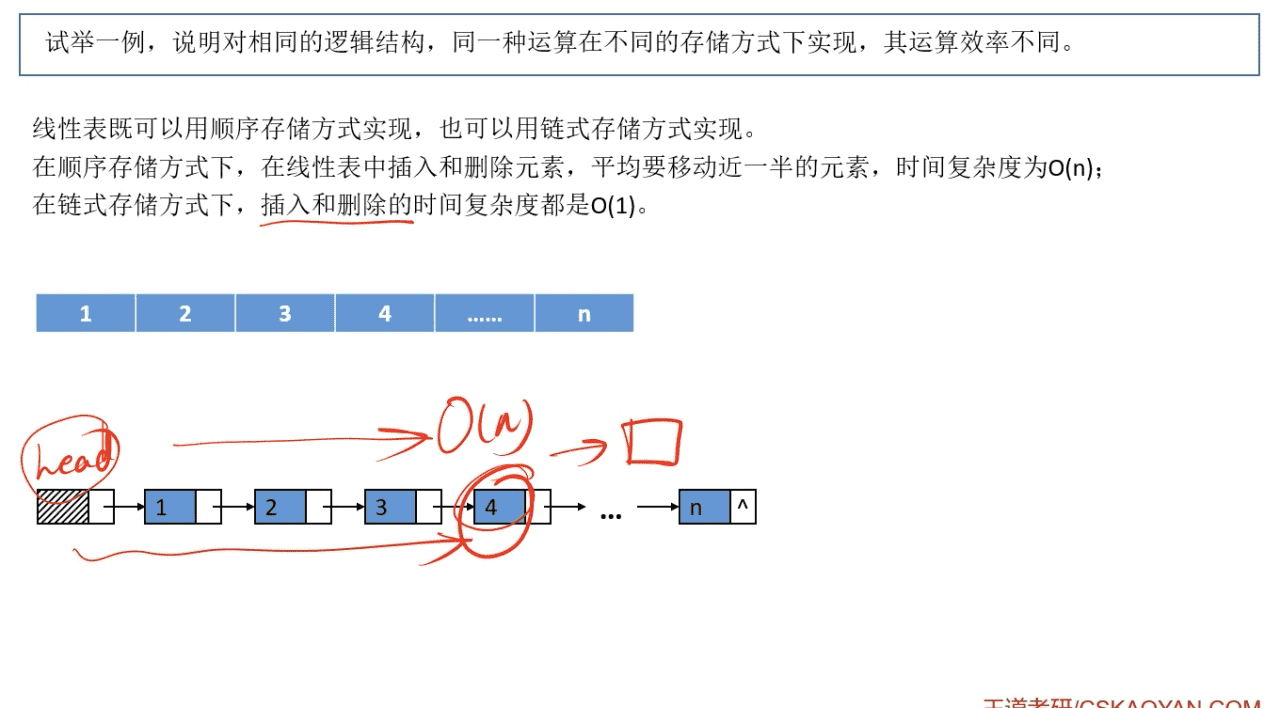 试举一例，说明对相同的逻辑结构，同一种运算在不同的存储方式下实现，其运算效率不同。
线性表既可以用顺序存储方式实现，也可以用链式存储方式实现。
在顺序存储方式下，在线性表中插入和删除元素，平均要移动近一半的元素，时间复杂度为O(n)；
在链式存储方式下，插入和删除的时间复杂度都是O(1)。
1 2 3 4 …… n
O(n)
head
1 2 3 4 … n ^
王道考研/CSKAOYAN.COM